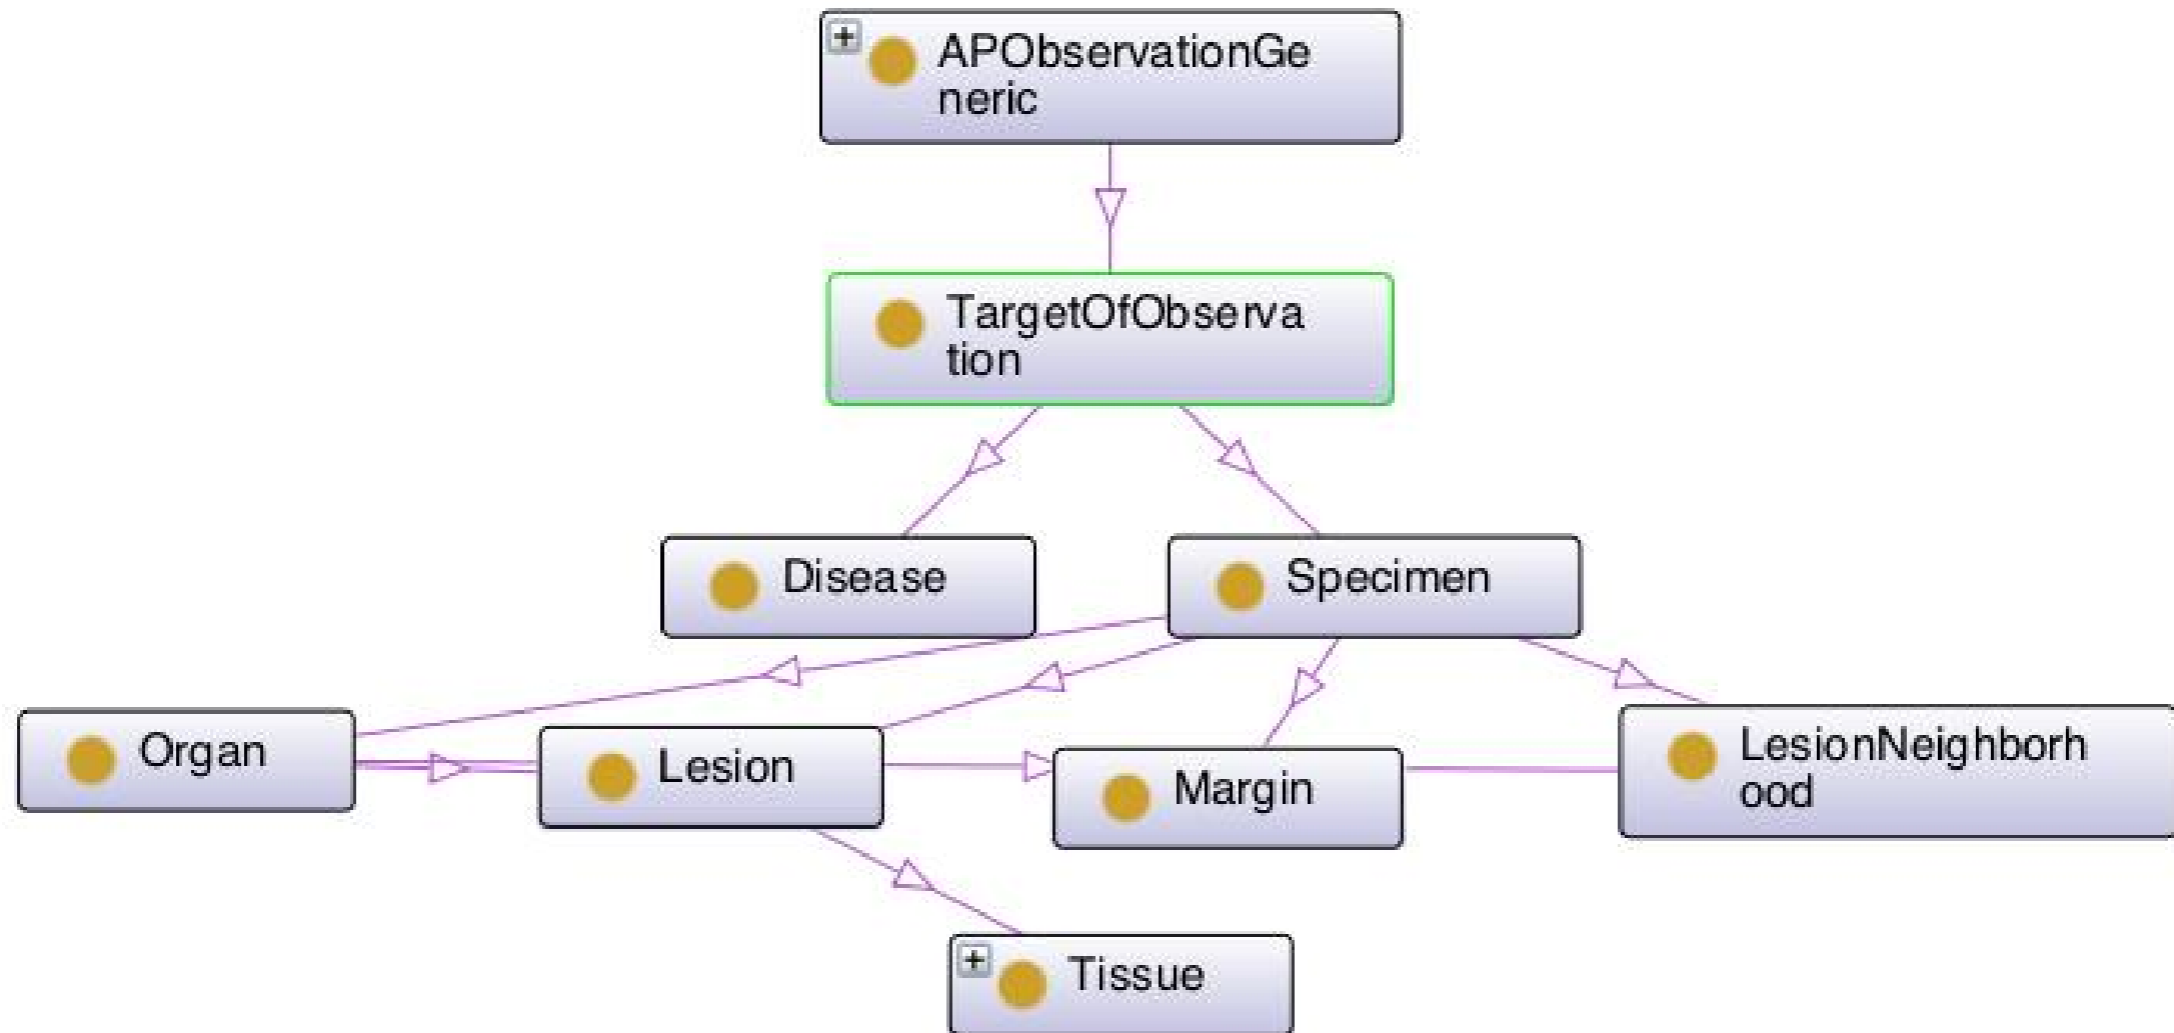 APObservationGe
neric
TargetOfObserva
tion
Disease
Specimen
Organ
Lesion
Margin
LesionNeighborh
ood
Tissue